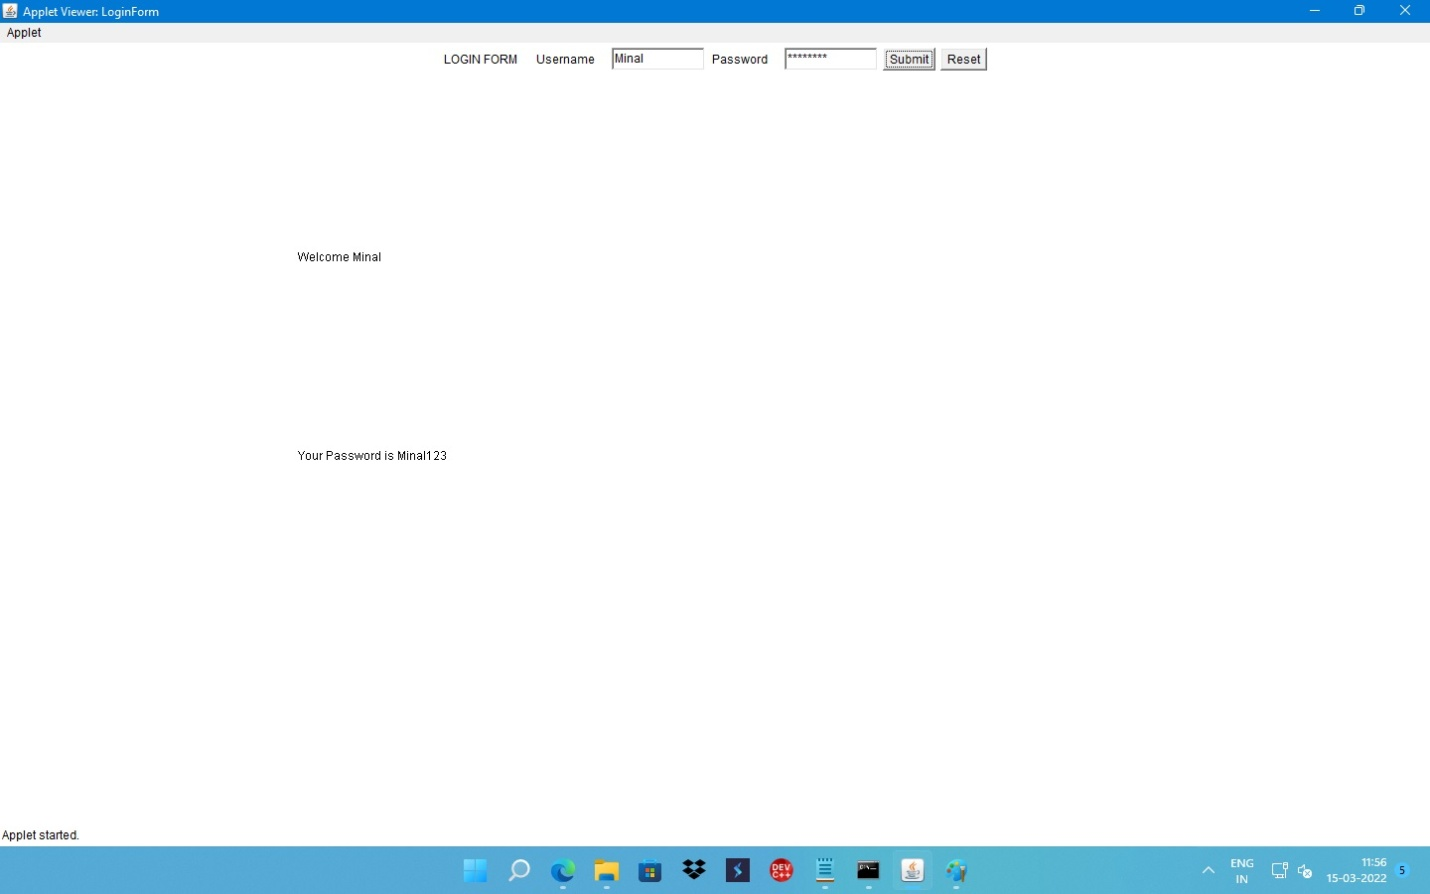 Applet Viewer: LoginForm
Applet
LOGIN FORM Username Minal Password ******** Submit Reset
Welcome Minal
Your Password is Minal123
Applet started.
DEV C++
ENG IN
11:56
15-03-2022 5